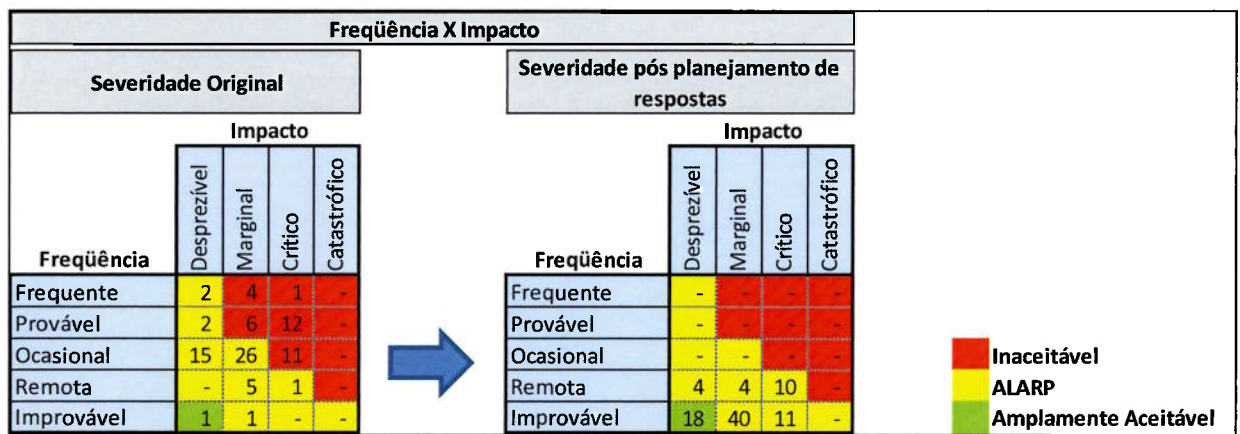 Freqüência X Impacto
Severidade Original
Severidade pós planejamento de
respostas
Impacto
Freqüência Desprezível Marginal Crítico Catastrófico
Frequente 2 4 1 -
Provável 2 6 12 -
Ocasional 15 26 11 -
Remota - 5 1 -
Improvável 1 1 - -
Impacto
Freqüência Desprezível Marginal Crítico Catastrófico
Frequente - - - -
Provável - - - -
Ocasional - - - -
Remota 4 4 10 -
Improvável 18 40 11 -
Inaceitável
ALARP
Amplamente Aceitável